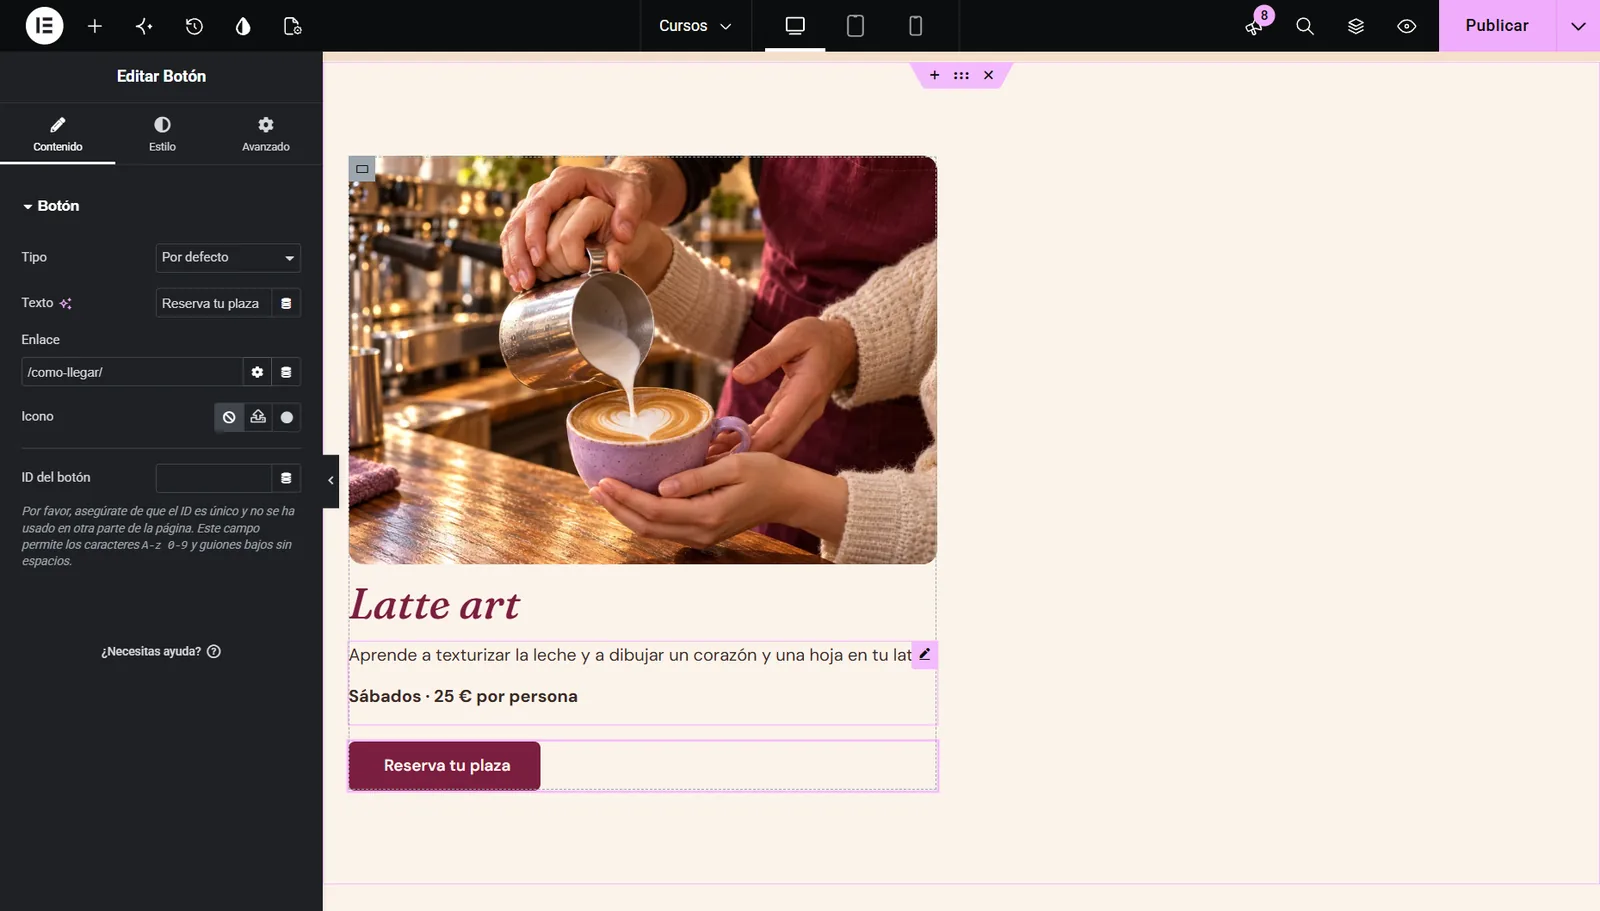 Cursos
8
Publicar
Editar Botón
Contenido
Estilo
Avanzado
Botón
Tipo
Por defecto
Texto
Reserva tu plaza
Enlace
/como-llegar/
Icono
ID del botón
Por favor, asegúrate de que el ID es único y no se ha
usado en otra parte de la página. Este campo
permite los caracteres A-z 0-9 y guiones bajos sin
espacios.
¿Necesitas ayuda?
Latte art
Aprende a texturizar la leche y a dibujar un corazón y una hoja en tu lat
Sábados · 25 € por persona
Reserva tu plaza